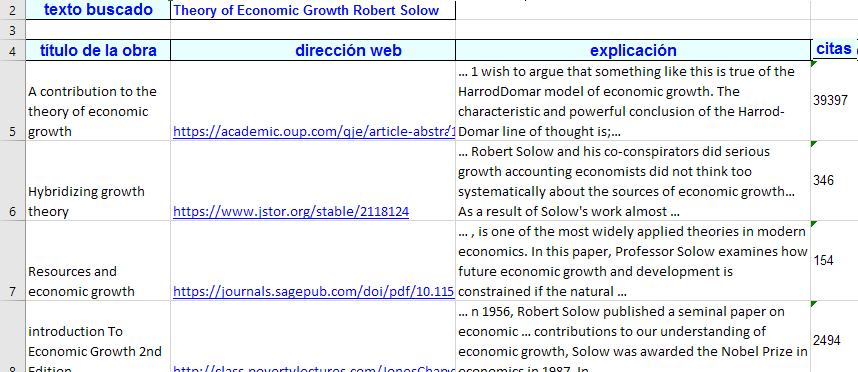 2 texto buscado Theory of Economic Growth Robert Solow
3
4 título de la obra dirección web explicación citas
5 A contribution to the theory of economic growth https://academic.oup.com/qje/article-abstra … 1 wish to argue that something like this is true of the HarrodDomar model of economic growth. The characteristic and powerful conclusion of the Harrod-Domar line of thought is;… 39397
6 Hybridizing growth theory https://www.jstor.org/stable/2118124 … Robert Solow and his co-conspirators did serious growth accounting economists did not think too systematically about the sources of economic growth… As a result of Solow's work almost … 346
7 Resources and economic growth https://journals.sagepub.com/doi/pdf/10.115 … , is one of the most widely applied theories in modern economics. In this paper, Professor Solow examines how future economic growth and development is constrained if the natural … 154
8 introduction To Economic Growth 2nd Edition http://class.povertylectures.com/JonesChap … n 1956, Robert Solow published a seminal paper on economic … contributions to our understanding of economic growth, Solow was awarded the Nobel Prize in economics in 1987. In 2494